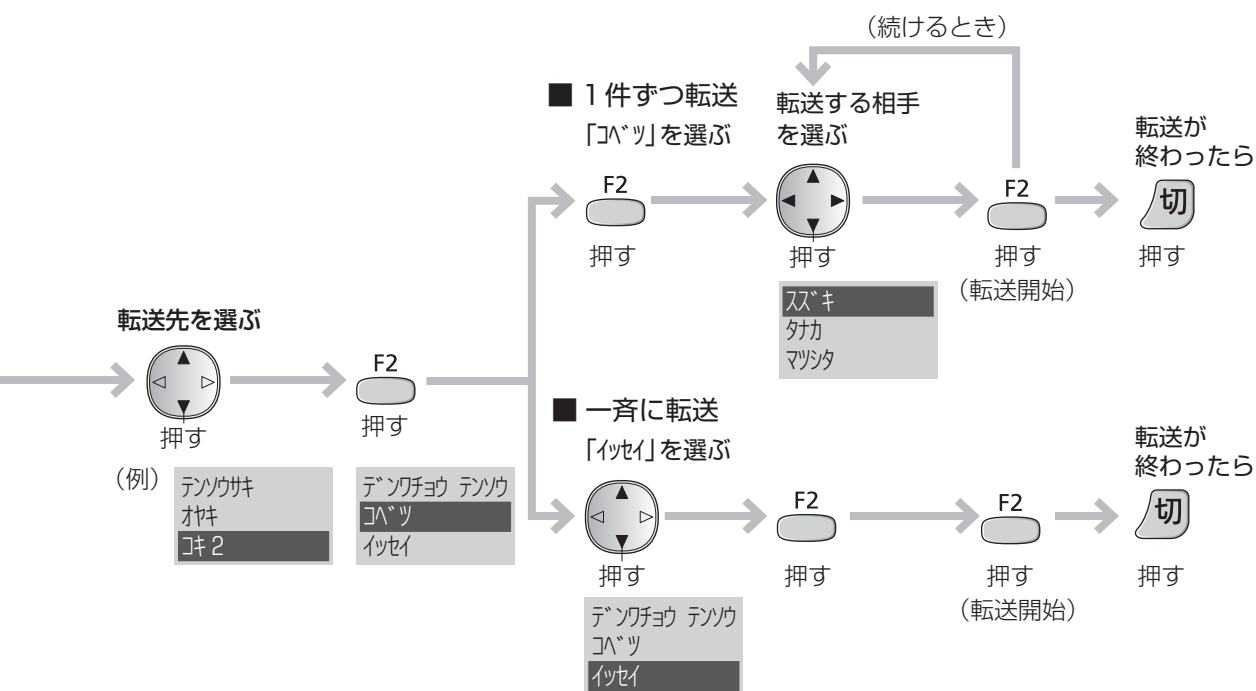 転送先を選ぶ
押す
（例）
テンソウサキ
オヤキ
コキ 2
F2
押す
デンワチョウ テンソウ
コベツ
イッセイ
■ 1件ずつ転送
「コベツ」を選ぶ
F2
押す
（続けるとき）
転送する相手
を選ぶ
押す
スズキ
タナカ
マツシタ
F2
押す
（転送開始）
転送が
終わったら
切
押す
■ 一斉に転送
「イッセイ」を選ぶ
押す
デンワチョウ テンソウ
コベツ
イッセイ
F2
押す
F2
押す
（転送開始）
転送が
終わったら
切
押す